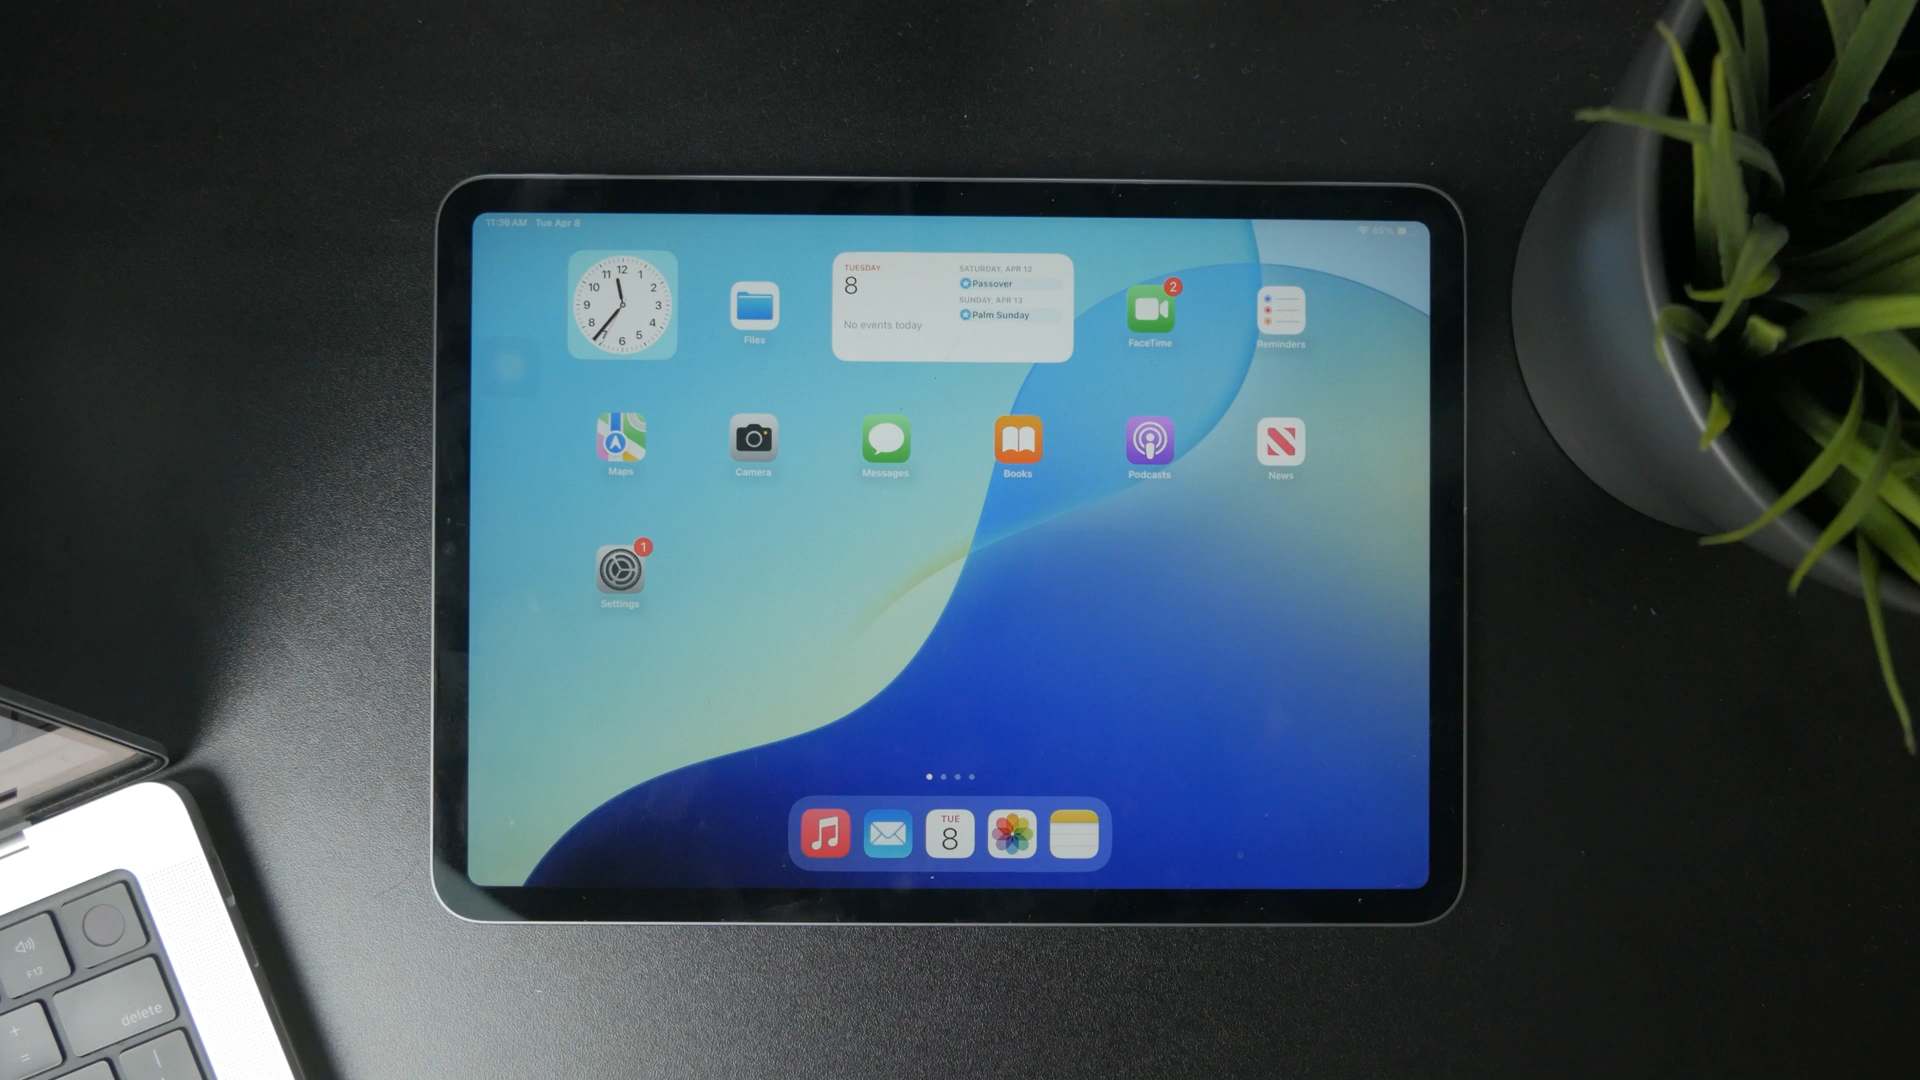 11:36 AM Tue Apr 8
45%
12
11
1
10
2
9
3
8
4
7
5
6
Files
TUESDAY
8
No events today
SATURDAY, APR 12
Passover
SUNDAY, APR 13
Palm Sunday
2
FaceTime
Reminders
Maps
Camera
Messages
Books
Podcasts
News
1
Settings
TUE
8
F12
delete
+
=